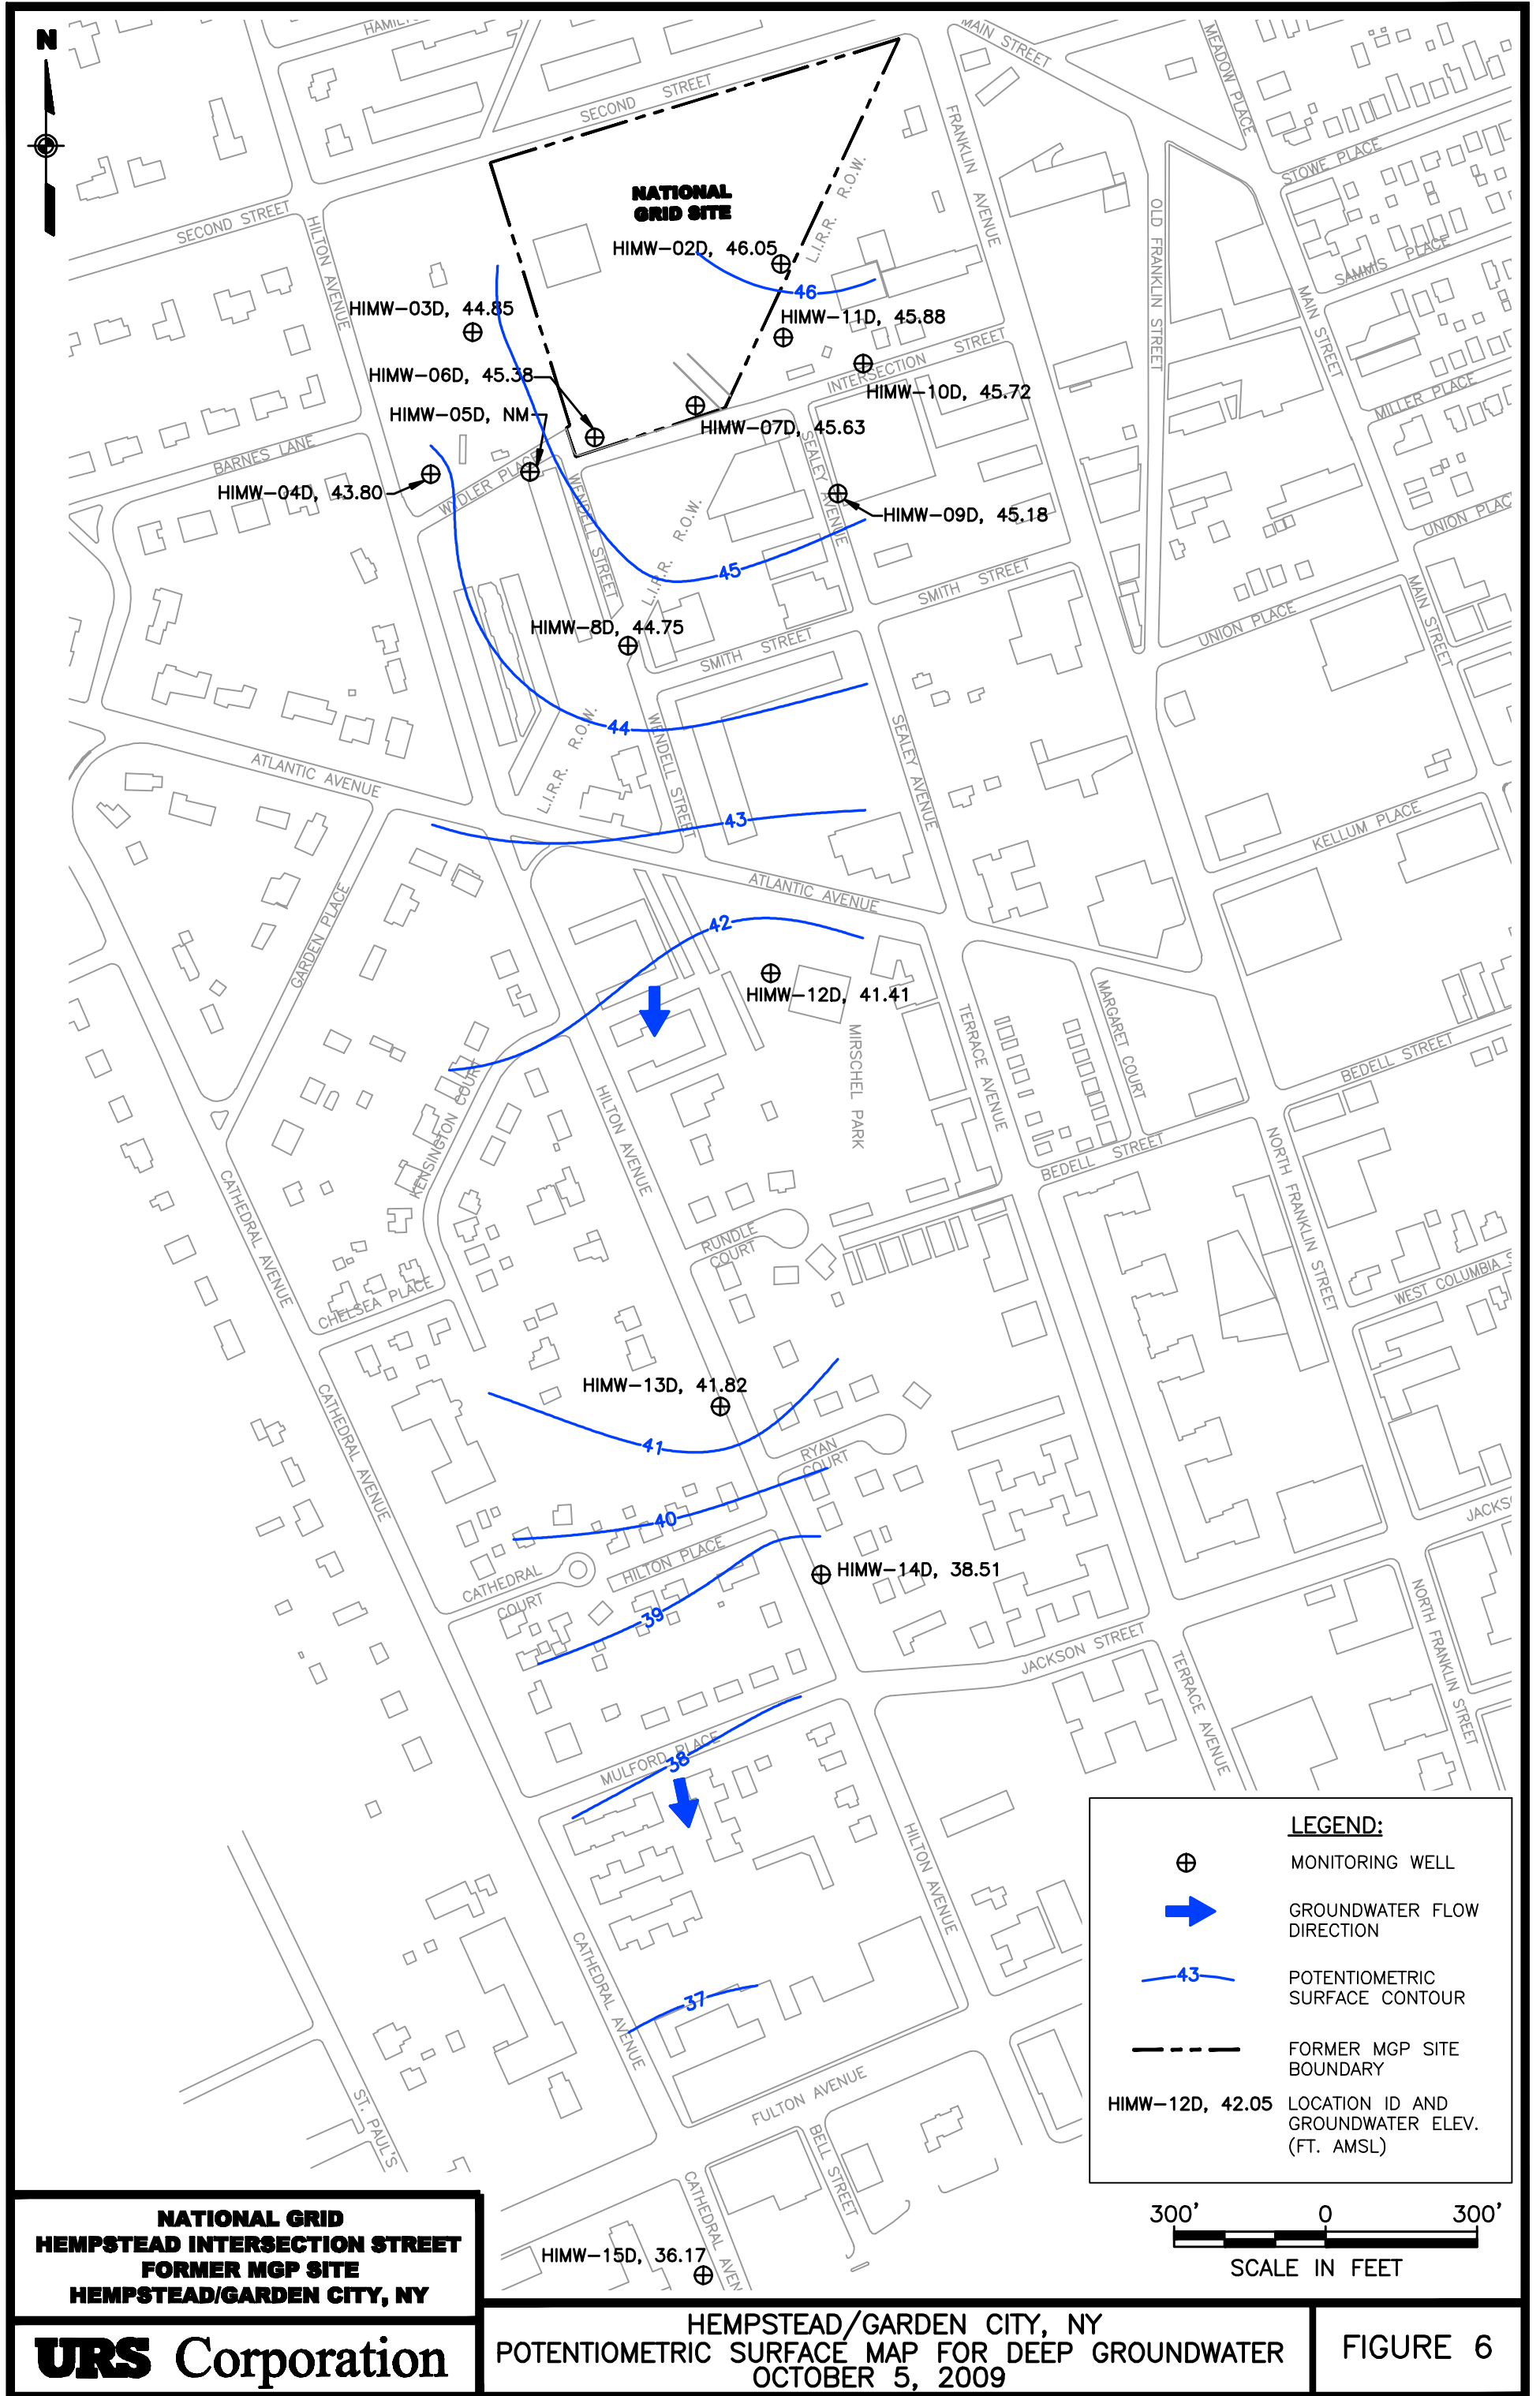 N
HAMIL
MAIN STREET
MEADOW PLACE
SECOND STREET
FRANKLIN AVENUE
STOWE PLACE
NATIONAL
GRID SITE
L.I.R.R. R.O.W.
OLD FRANKLIN STREET
SECOND STREET
HILTON AVENUE
HIMW-02D, 46.05
46
SAMMIS PLACE
MAIN STREET
HIMW-03D, 44.85
HIMW-11D, 45.88
INTERSECTION STREET
HIMW-06D, 45.38
HIMW-10D, 45.72
MILLER PLACE
HIMW-05D, NM
HIMW-07D, 45.63
BARNES LANE
SEALEY AVENUE
HIMW-04D, 43.80
WYDLER PLACE
WENDELL STREET
L.I.R.R. R.O.W.
HIMW-09D, 45.18
UNION PLAC
45
SMITH STREET
MAIN STREET
HIMW-8D, 44.75
SMITH STREET
UNION PLACE
44
L.I.R.R. R.O.W.
WENDELL STREET
SEALEY AVENUE
ATLANTIC AVENUE
43
KELLUM PLACE
ATLANTIC AVENUE
GARDEN PLACE
42
HIMW-12D, 41.41
MIRSCHEL PARK
TERRACE AVENUE
MARGARET COURT
BEDELL STREET
KENSINGTON COURT
HILTON AVENUE
BEDELL STREET
NORTH FRANKLIN STREET
CATHEDRAL AVENUE
RUNDLE
COURT
WEST COLUMBIA S
CHELSEA PLACE
HIMW-13D, 41.82
CATHEDRAL AVENUE
41
RYAN
COURT
40
JACKS
HILTON PLACE
CATHEDRAL
COURT
HIMW-14D, 38.51
39
NORTH FRANKLIN STREET
JACKSON STREET
TERRACE AVENUE
MULFORD PLACE
38
HILTON AVENUE
CATHEDRAL AVENUE
37
FULTON AVENUE
ST. PAUL'S
BELL STREET
CATHEDRAL AVEN
HIMW-15D, 36.17
LEGEND:
MONITORING WELL
GROUNDWATER FLOW
DIRECTION
43
POTENTIOMETRIC
SURFACE CONTOUR
FORMER MGP SITE
BOUNDARY
HIMW-12D, 42.05 LOCATION ID AND
GROUNDWATER ELEV.
(FT. AMSL)
300' 0 300'
SCALE IN FEET
NATIONAL GRID
HEMPSTEAD INTERSECTION STREET
FORMER MGP SITE
HEMPSTEAD/GARDEN CITY, NY
URS Corporation
HEMPSTEAD/GARDEN CITY, NY
POTENTIOMETRIC SURFACE MAP FOR DEEP GROUNDWATER
OCTOBER 5, 2009
FIGURE 6